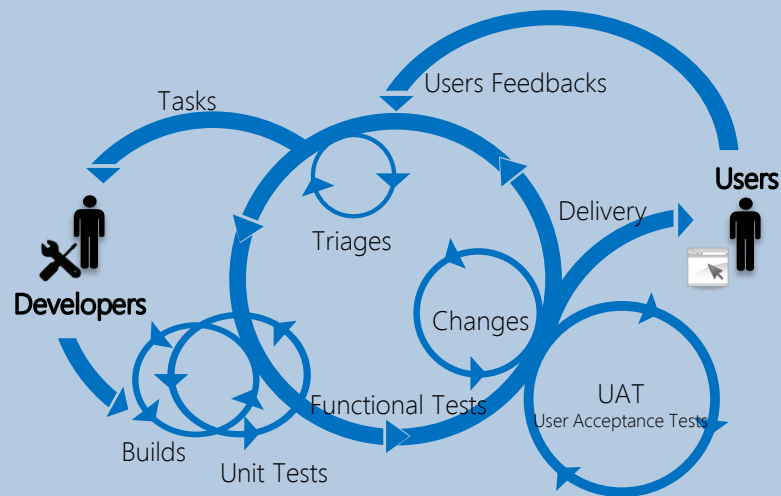 Users Feedbacks
Tasks
Users
Delivery
Triages
Developers
Changes
UAT
User Acceptance Tests
Functional Tests
Builds
Unit Tests